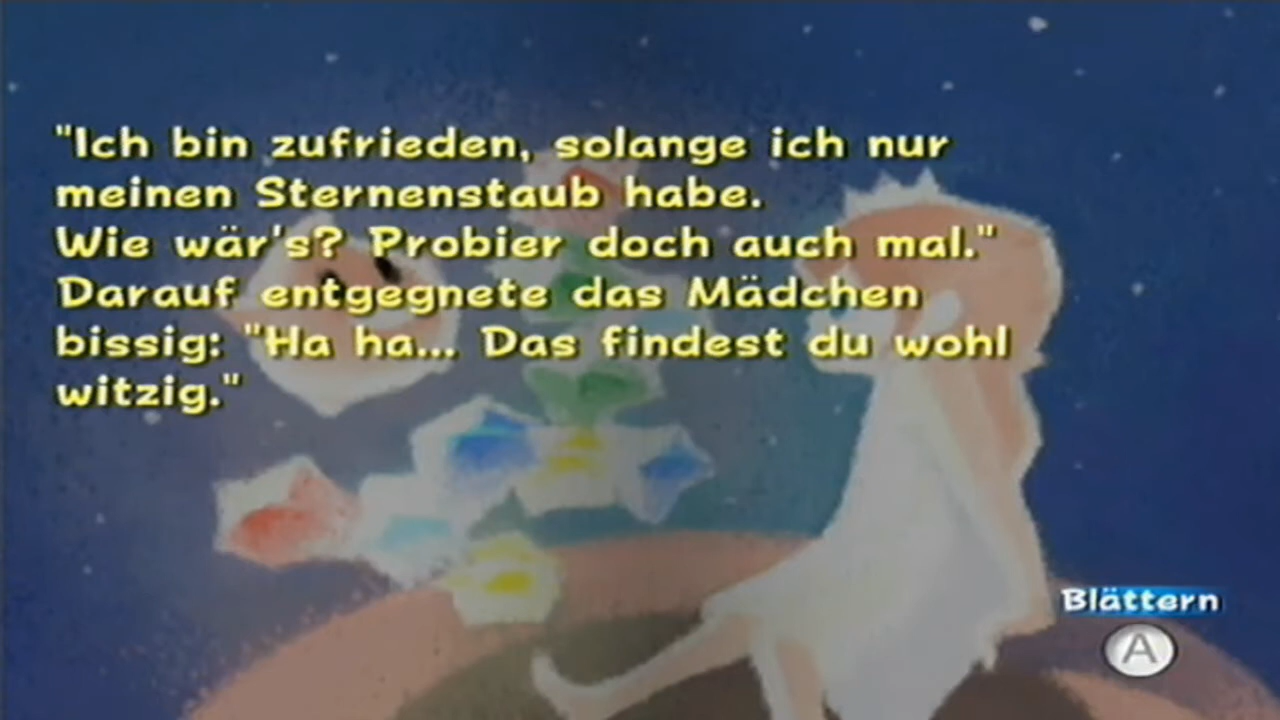 "Ich bin zufrieden, solange ich nur
meinen Sternenstaub habe.
Wie wär's? Probier doch auch mal."
Darauf entgegnete das Mädchen
bissig: "Ha ha... Das findest du wohl
witzig."
Blättern
A